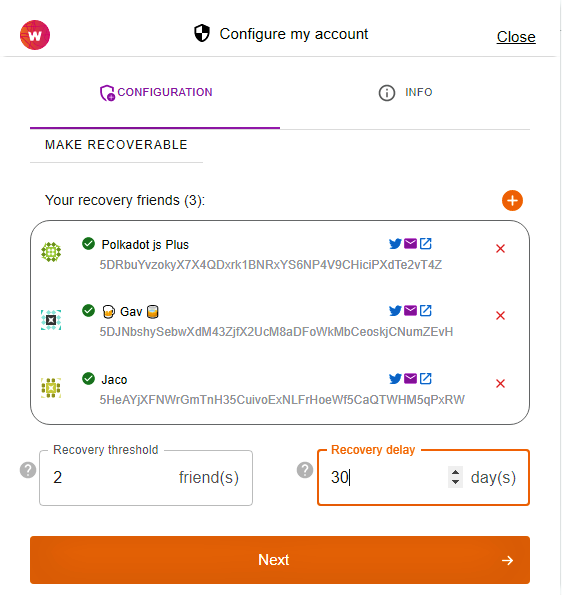 w
Configure my account
Close
CONFIGURATION
INFO
MAKE RECOVERABLE
Your recovery friends (3):
Polkadot js Plus
5DRbuYvzokyX7X4QDxrk1BNRxYS6NP4V9CHiciPXdTe2vT4Z
🍺 Gav 🥃
5DJNbshySebwXdM43ZjfX2UcM8aDFoWkMbCeoskjCNumZEvH
Jaco
5HeAYjXFNWrGmTnH35CuivoExNLFrHoeWf5CaQTWHM5qPxRW
Recovery threshold
2 friend(s)
Recovery delay
30 day(s)
Next